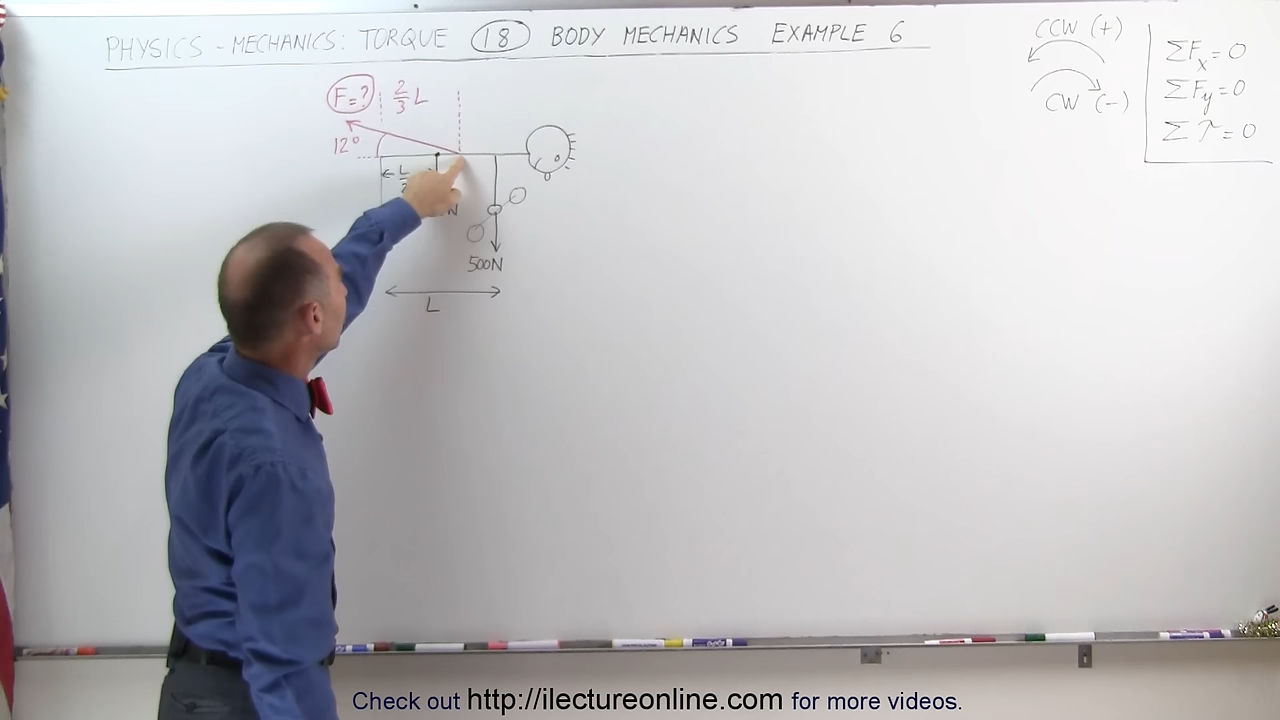 PHYSICS - MECHANICS: TORQUE 18 BODY MECHANICS EXAMPLE 6
CCW (+)
CW (-)
ΣFx=0
ΣFy=0
Στ=0
F=? 2/3 L
12°
L
N
500N
L
Check out http://ilectureonline.com for more videos.